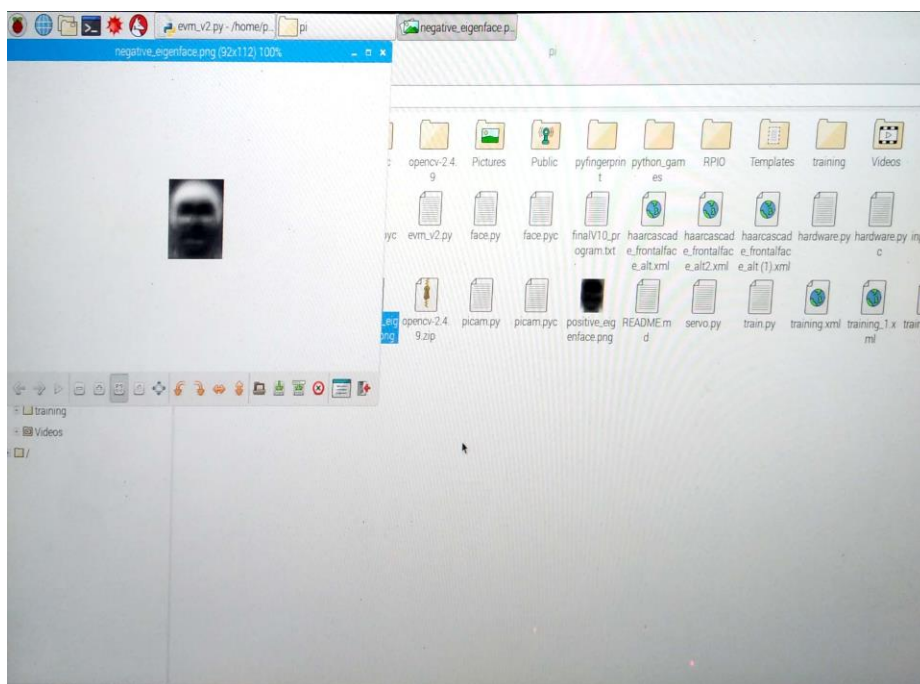 evm_v2.py - /home/p...
pi
negative_eigenface.p...
negative_eigenface.png (92x112) 100%
pi
opencv-2.4.
9
Pictures
Public
pyfingerprin
t
python_gam
es
RPIO
Templates
training
Videos
yc
evm_v2.py
face.py
face.pyc
finalV10_pr
ogram.txt
haarcascad
e_frontalfac
e_alt.xml
haarcascad
e_frontalfac
e_alt2.xml
haarcascad
e_frontalfac
e_alt (1).xml
hardware.py
hardware.py
c
_eig
png
opencv-2.4.
9.zip
picam.py
picam.pyc
positive_eig
enface.png
README.m
d
servo.py
train.py
training.xml
training_1.x
ml
training
Videos
/